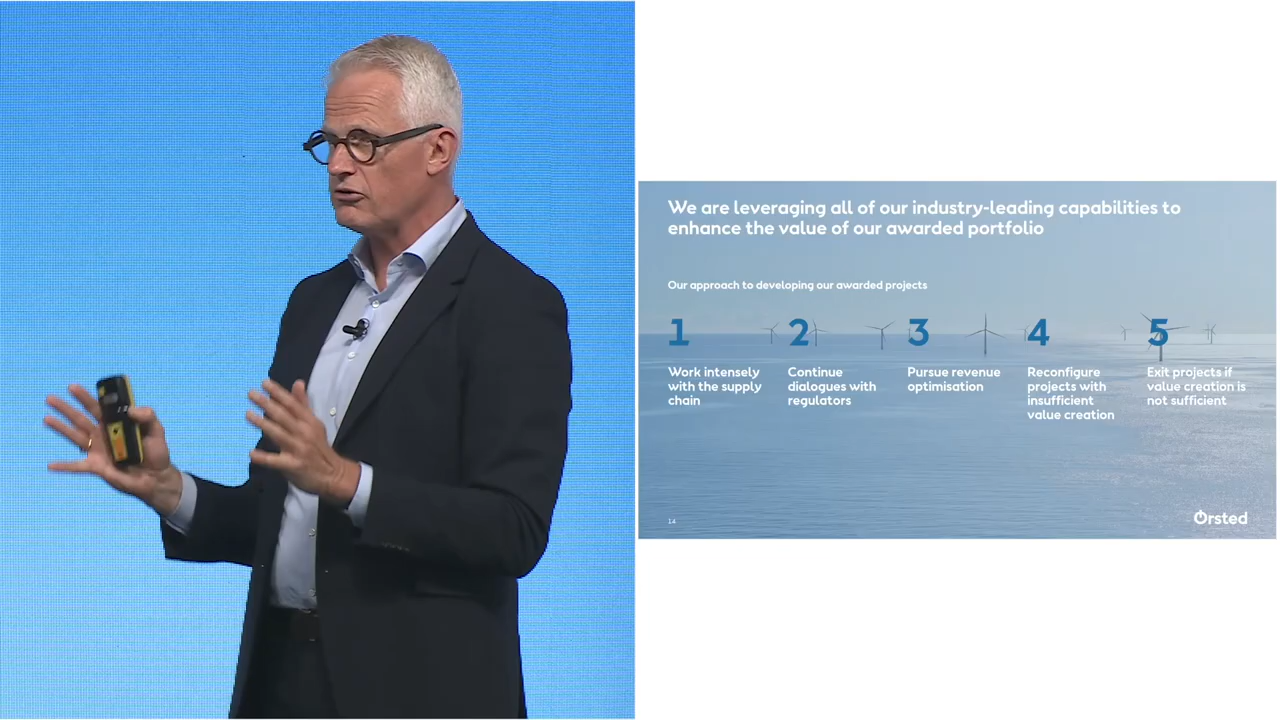 We are leveraging all of our industry-leading capabilities to
enhance the value of our awarded portfolio
Our approach to developing our awarded projects
1
2
3
4
5
Work intensely
with the supply
chain
Continue
dialogues with
regulators
Pursue revenue
optimisation
Reconfigure
projects with
insufficient
value creation
Exit projects if
value creation is
not sufficient
14
Ørsted